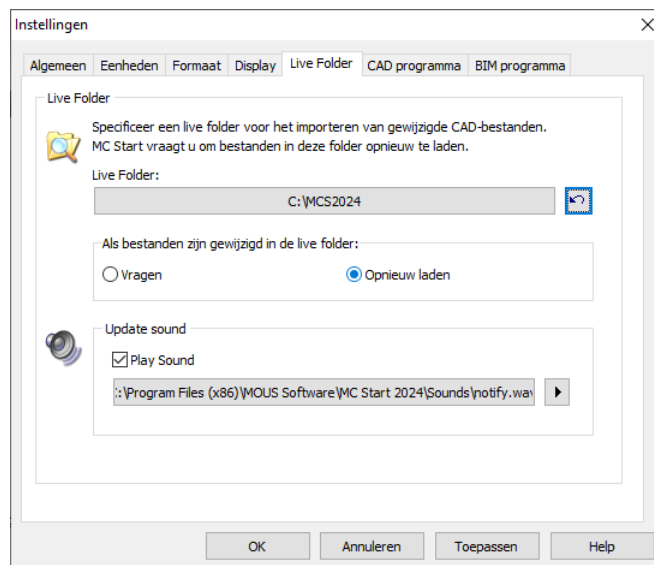 Instellingen
Algemeen Eenheden Formaat Display Live Folder CAD programma BIM programma
Live Folder
Specificeer een live folder voor het importeren van gewijzigde CAD-bestanden.
MC Start vraagt u om bestanden in deze folder opnieuw te laden.
Live Folder:
C:\MCS2024
Als bestanden zijn gewijzigd in de live folder:
Vragen Opnieuw laden
Update sound
Play Sound
:\Program Files (x86)\MOUS Software\MC Start 2024\Sounds\notify.wav
OK Annuleren Toepassen Help